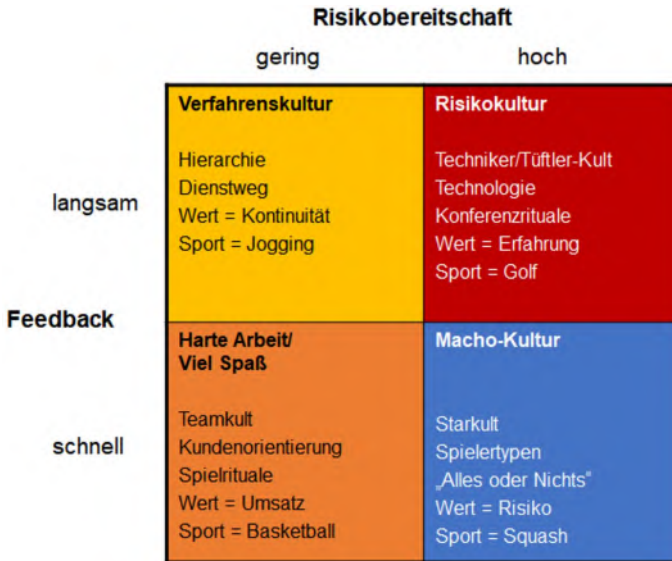 Risikobereitschaft
gering
hoch
langsam
Verfahrenskultur
Hierarchie
Dienstweg
Wert = Kontinuität
Sport = Jogging
Risikokultur
Techniker/Tüftler-Kult
Technologie
Konferenzrituale
Wert = Erfahrung
Sport = Golf
Feedback
schnell
Harte Arbeit/
Viel Spaß
Teamkult
Kundenorientierung
Spielrituale
Wert = Umsatz
Sport = Basketball
Macho-Kultur
Starkult
Spielertypen
„Alles oder Nichts“
Wert = Risiko
Sport = Squash